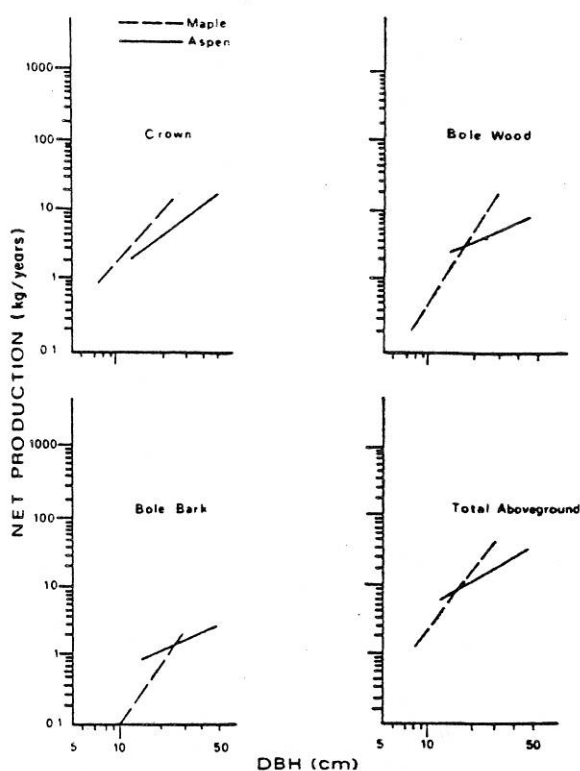 Maple
Aspen
1000
100
10
1
0.1
Crown
Bole Wood
NET PRODUCTION (kg/years)
1000
100
10
1
0.1
Bole Bark
Total Aboveground
5 10 50
5 10 50
DBH (cm)